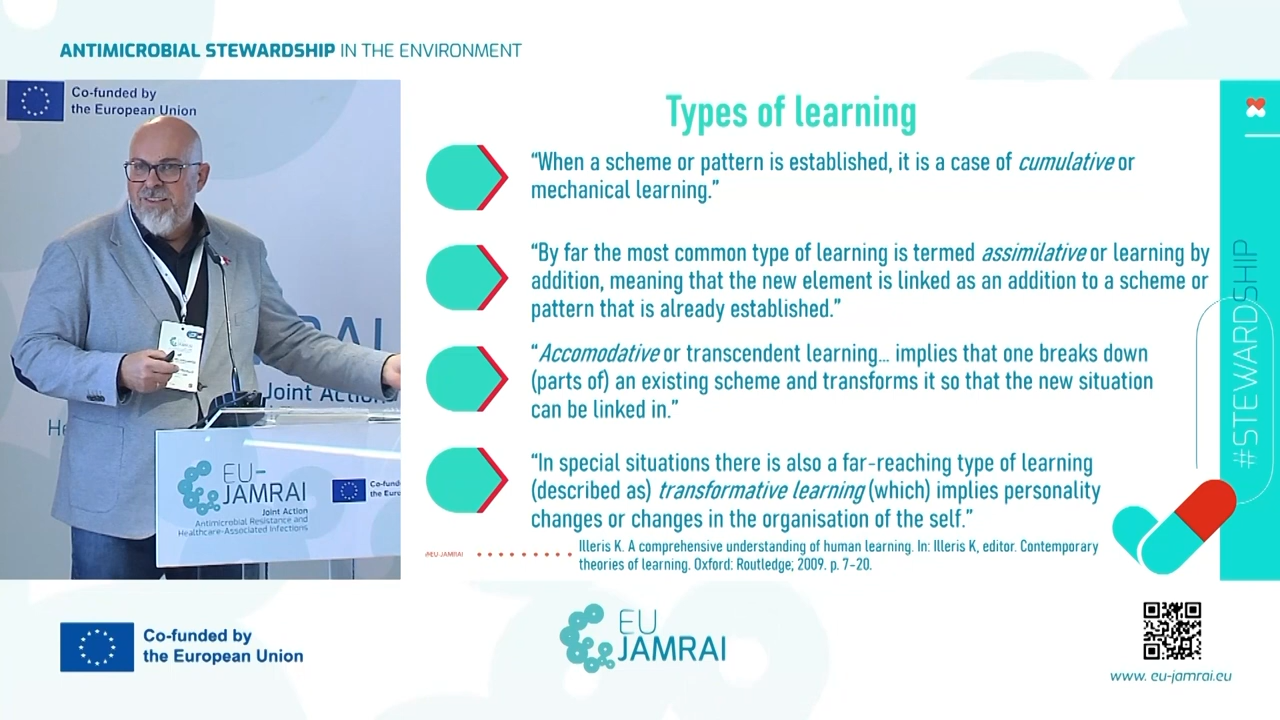 ANTIMICROBIAL STEWARDSHIP IN THE ENVIRONMENT
Co-funded by
the European Union
Joint Action
He
EU-
JAMRAI
Joint Action
Antimicrobial Resistance and
Healthcare-Associated Infections
Co-fund
the Euro
Types of learning
“When a scheme or pattern is established, it is a case of cumulative or
mechanical learning.”
“By far the most common type of learning is termed assimilative or learning by
addition, meaning that the new element is linked as an addition to a scheme or
pattern that is already established.”
“Accomodative or transcendent learning... implies that one breaks down
(parts of) an existing scheme and transforms it so that the new situation
can be linked in.”
“In special situations there is also a far-reaching type of learning
(described as) transformative learning (which) implies personality
changes or changes in the organisation of the self.”
#EU-JAMRAI
Illeris K. A comprehensive understanding of human learning. In: Illeris K, editor. Contemporary
theories of learning. Oxford: Routledge; 2009. p. 7-20.
#STEWARDSHIP
Co-funded by
the European Union
EU
JAMRAI
www. eu-jamrai.eu